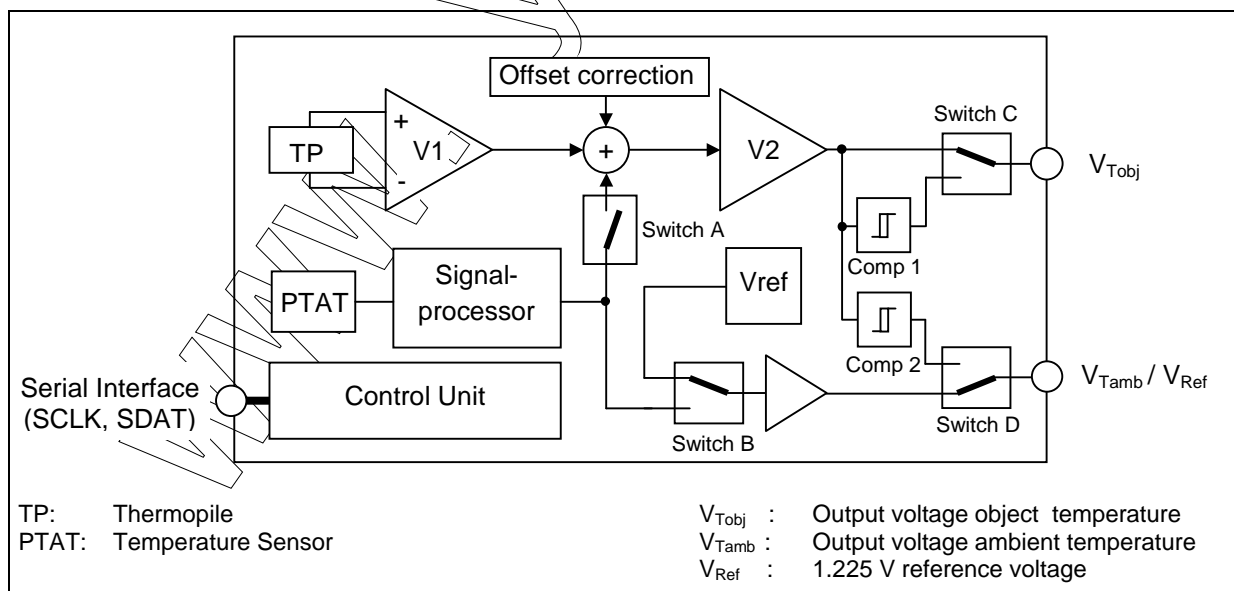 Offset correction
Switch C
+
V1
TP
-
+
V2
VTobj
Switch A
Comp 1
Signal-
processor
PTAT
Vref
Comp 2
Serial Interface
(SCLK, SDAT)
Control Unit
VTamb / VRef
Switch B
Switch D
TP: Thermopile
PTAT: Temperature Sensor
VTobj : Output voltage object temperature
VTamb : Output voltage ambient temperature
VRef : 1.225 V reference voltage